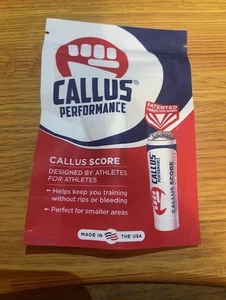 CALLUS®
PERFORMANCE
PATENTED
CALLUS SCORE
DESIGNED BY ATHLETES
FOR ATHLETES
- Helps keep you training
without rips or bleeding
- Perfect for smaller areas
CALLUS
PERFORMANCE
CALLUS SCORE
MADE IN THE USA